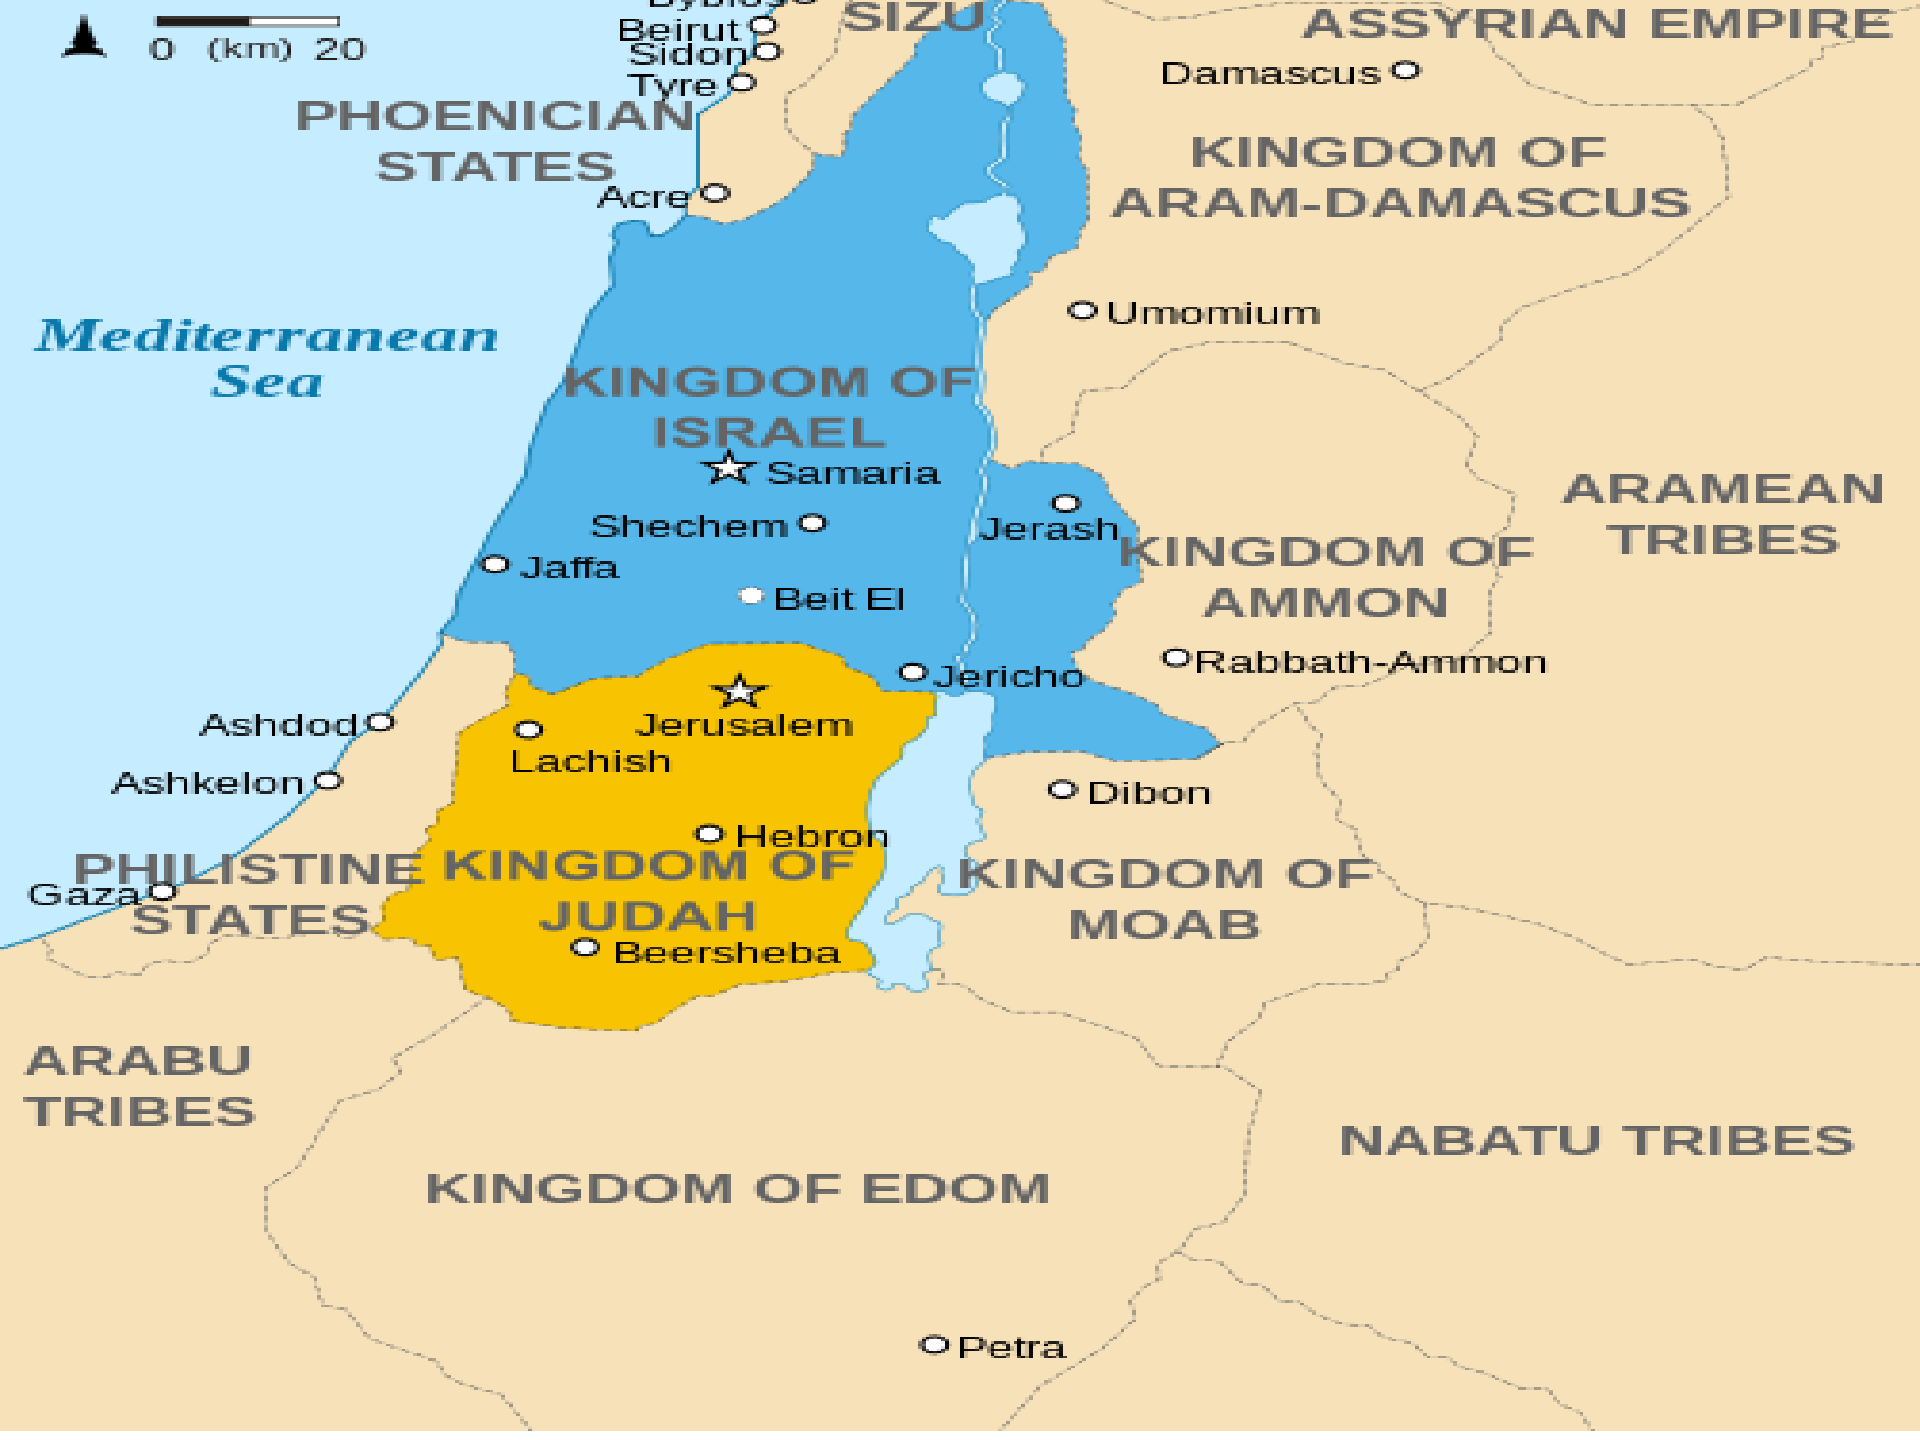 Byblos
SIZU
ASSYRIAN EMPIRE
0 (km) 20
Beirut
Sidon
Tyre
Damascus
PHOENICIAN
STATES
Acre
KINGDOM OF
ARAM-DAMASCUS
Umomium
Mediterranean
Sea
KINGDOM OF
ISRAEL
Samaria
Shechem
Jaffa
Beit El
Jerash
KINGDOM OF
AMMON
Rabbath-Ammon
ARAMEAN
TRIBES
Jericho
Jerusalem
Lachish
Ashdod
Ashkelon
Dibon
Hebron
PHILISTINE
STATES
Gaza
KINGDOM OF
JUDAH
Beersheba
KINGDOM OF
MOAB
ARABU
TRIBES
NABATU TRIBES
KINGDOM OF EDOM
Petra